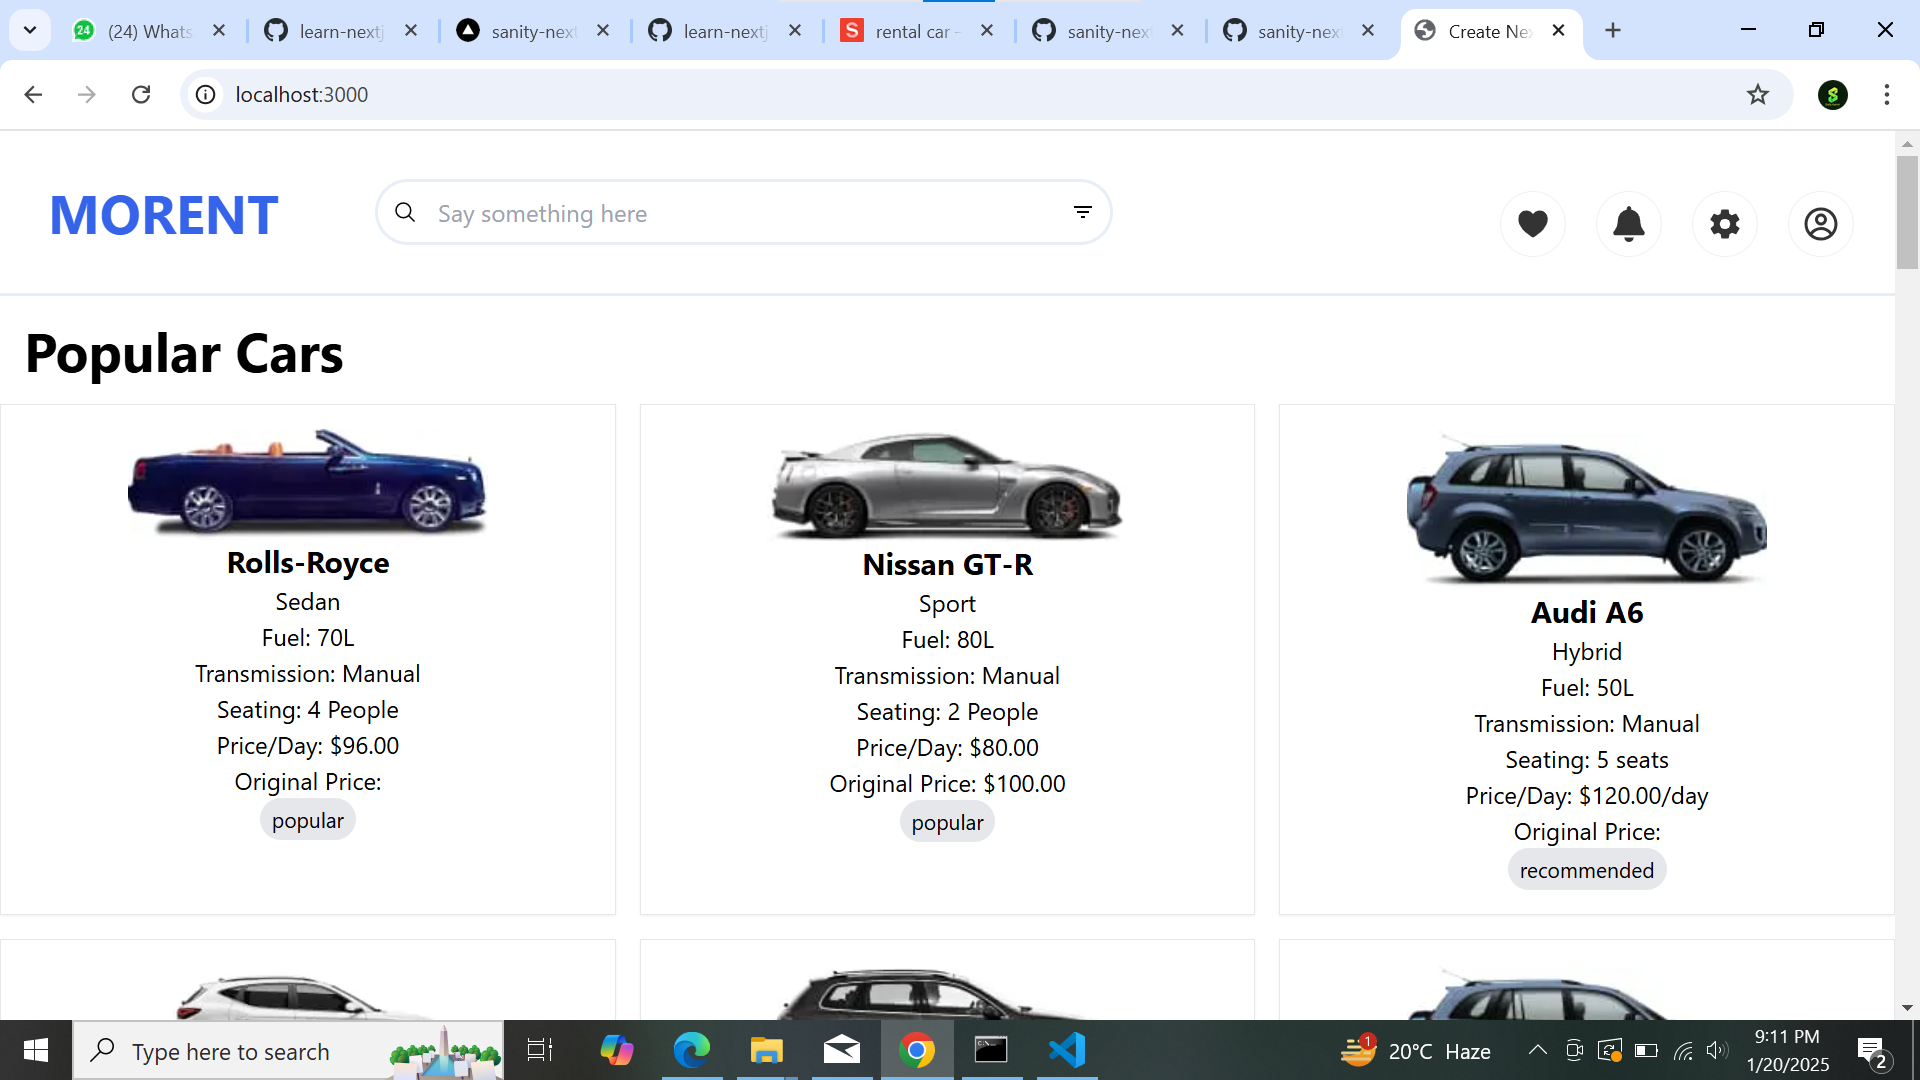 24 (24) Whats
learn-nextj
sanity-next
learn-nextj
S rental car -
sanity-nex
sanity-nex
Create Nex
localhost:3000
MORENT
Say something here
Popular Cars
Rolls-Royce
Sedan
Fuel: 70L
Transmission: Manual
Seating: 4 People
Price/Day: $96.00
Original Price:
popular
Nissan GT-R
Sport
Fuel: 80L
Transmission: Manual
Seating: 2 People
Price/Day: $80.00
Original Price: $100.00
popular
Audi A6
Hybrid
Fuel: 50L
Transmission: Manual
Seating: 5 seats
Price/Day: $120.00/day
Original Price:
recommended
Type here to search
1
20°C Haze
9:11 PM
1/20/2025
2